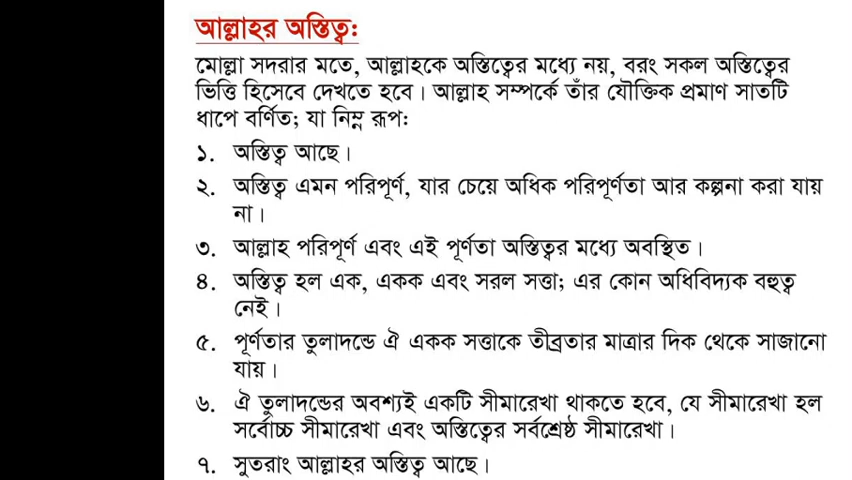 আল্লাহর অস্তিত্ব:
মোল্লা সদরার মতে, আল্লাহকে অস্তিত্বের মধ্যে নয়, বরং সকল অস্তিত্বের
ভিত্তি হিসেবে দেখতে হবে। আল্লাহ সম্পর্কে তাঁর যৌক্তিক প্রমাণ সাতটি
ধাপে বর্ণিত; যা নিম্ন রূপ:
১. অস্তিত্ব আছে।
২. অস্তিত্ব এমন পরিপূর্ণ, যার চেয়ে অধিক পরিপূর্ণতা আর কল্পনা করা যায়
না।
৩. আল্লাহ পরিপূর্ণ এবং এই পূর্ণতা অস্তিত্বর মধ্যে অবস্থিত।
৪. অস্তিত্ব হল এক, একক এবং সরল সত্তা; এর কোন অধিবিদ্যক বহুত্ব
নেই।
৫. পূর্ণতার তুলাদন্ডে ঐ একক সত্তাকে তীব্রতার মাত্রার দিক থেকে সাজানো
যায়।
৬. ঐ তুলাদন্ডের অবশ্যই একটি সীমারেখা থাকতে হবে, যে সীমারেখা হল
সর্বোচ্চ সীমারেখা এবং অস্তিত্বের সর্বশ্রেষ্ঠ সীমারেখা।
৭. সুতরাং আল্লাহর অস্তিত্ব আছে।